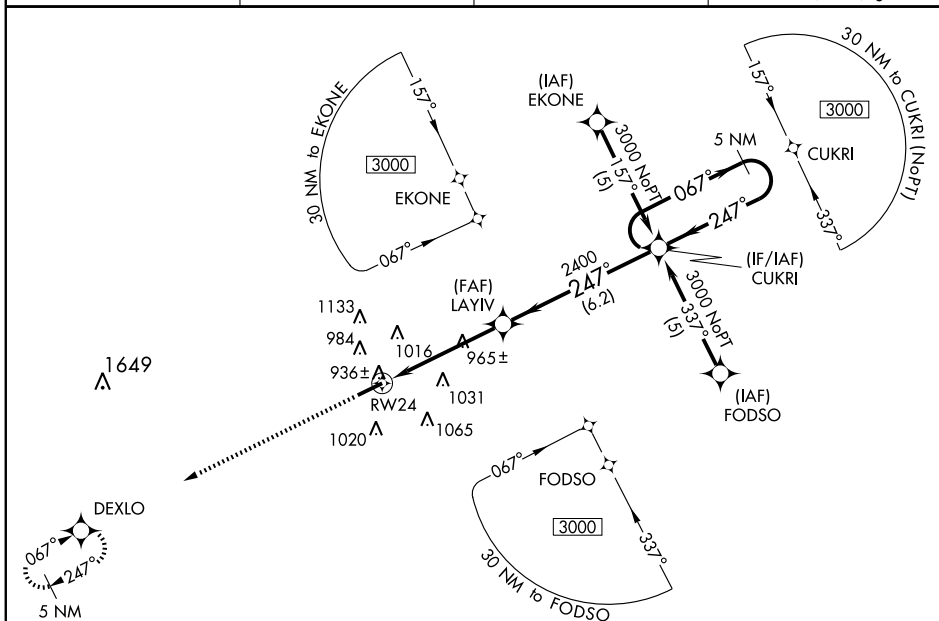 30 NM to EKONE
157°
3000
EKONE
067°
(IAF)
EKONE
3000 NoPT
157°
(5)
5 NM
067°
247°
30 NM to CUKRI (NoPT)
157°
3000
CUKRI
337°
(IF/IAF)
CUKRI
2400
247°
(6.2)
(FAF)
LAYIV
3000 NoPT
337°
(5)
(IAF)
FODSO
1133
984
1016
965±
936±
1031
RW24
1020
1065
1649
DEXLO
067°
247°
5 NM
067°
FODSO
3000
337°
30 NM to FODSO